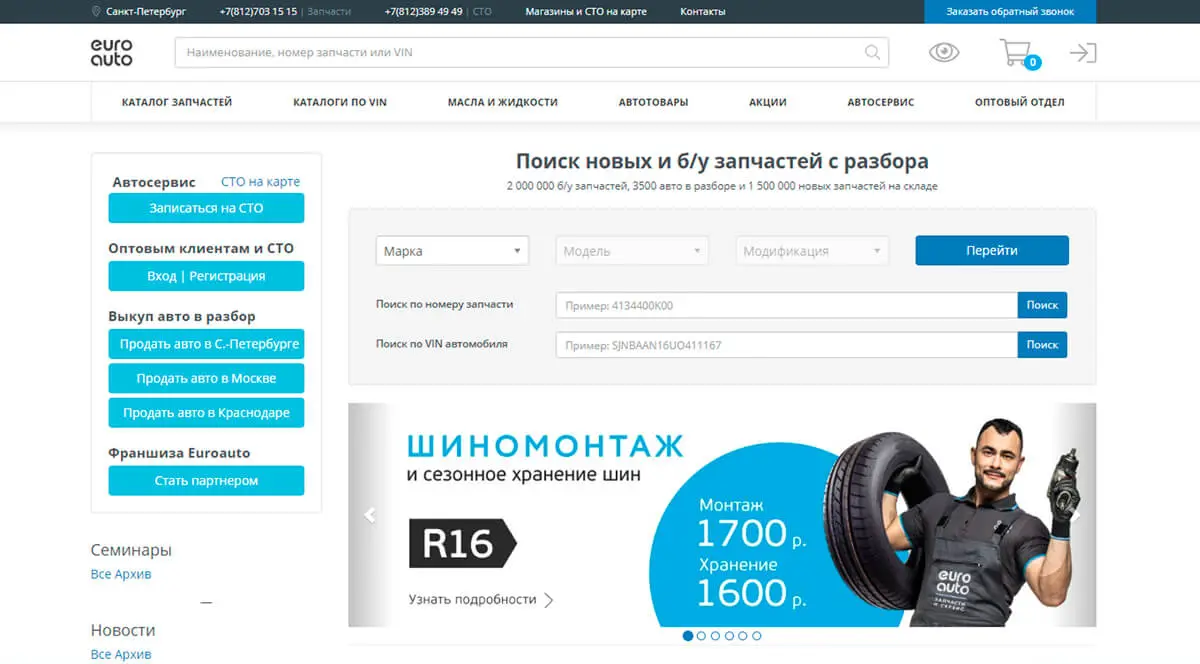 Санкт-Петербург
+7(812)703 15 15 | Запчасти
+7(812)389 49 49 | СТО
Магазины и СТО на карте
Контакты
Заказать обратный звонок
euro
auto
Наименование, номер запчасти или VIN
0
КАТАЛОГ ЗАПЧАСТЕЙ
КАТАЛОГИ ПО VIN
МАСЛА И ЖИДКОСТИ
АВТОТОВАРЫ
АКЦИИ
АВТОСЕРВИС
ОПТОВЫЙ ОТДЕЛ
Автосервис
СТО на карте
Записаться на СТО
Оптовым клиентам и СТО
Вход | Регистрация
Выкуп авто в разбор
Продать авто в С.-Петербурге
Продать авто в Москве
Продать авто в Краснодаре
Франшиза Euroauto
Стать партнером
Семинары
Все Архив
—
Новости
Все Архив
Поиск новых и б/у запчастей с разбора
2 000 000 б/у запчастей, 3500 авто в разборе и 1 500 000 новых запчастей на складе
Марка
Модель
Модификация
Перейти
Поиск по номеру запчасти
Пример: 4134400K00
Поиск
Поиск по VIN автомобиля
Пример: SJNBAAN16UO411167
Поиск
ШИНОМОНТАЖ
и сезонное хранение шин
R16
Узнать подробности
Монтаж
1700 р.
Хранение
1600 р.
euro
auto
ЗАПЧАСТИ
И СЕРВИС